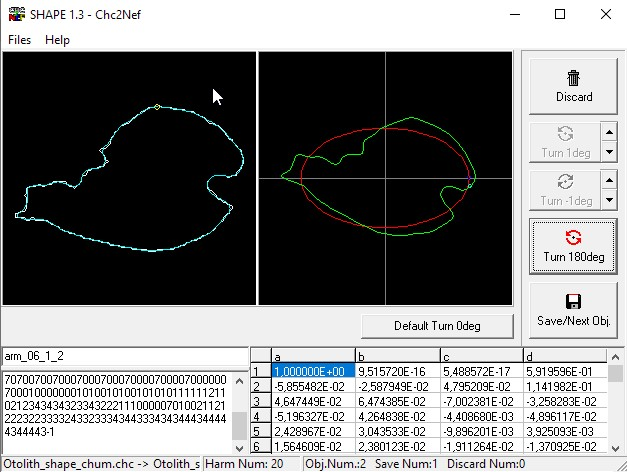 SHAPE 1.3 - Chc2Nef
Files Help
Discard
Turn 1deg
Turn -1deg
Turn 180deg
Save/Next Obj.
Default Turn 0deg
arm_06_1_2
7070070070007000700070000700007000000
7000100000001000100101010101111112 11
0210123434343233432221110000070100211 21
2222322333324332333343433343434434444
4344443-1
a b c d
1 1,000000E+00 9,515720E-16 5,488572E-17 5,919596E-01
2 -5,855482E-02 -2,587949E-02 4,795209E-02 1,141982E-01
3 4,647449E-02 6,474385E-02 -7,002381E-02 -3,258283E-02
4 -5,196327E-02 4,264838E-02 -4,408680E-03 -4,896117E-02
5 2,428967E-02 3,043533E-02 -9,896201E-03 3,925093E-03
6 1,564609E-02 2,380123E-02 -1,911264E-02 -1,370925E-02
Otolith_shape_chum.chc -> Otolith_s Harm Num: 20 Obj.Num.:2 Save Num:1 Discard Num:0